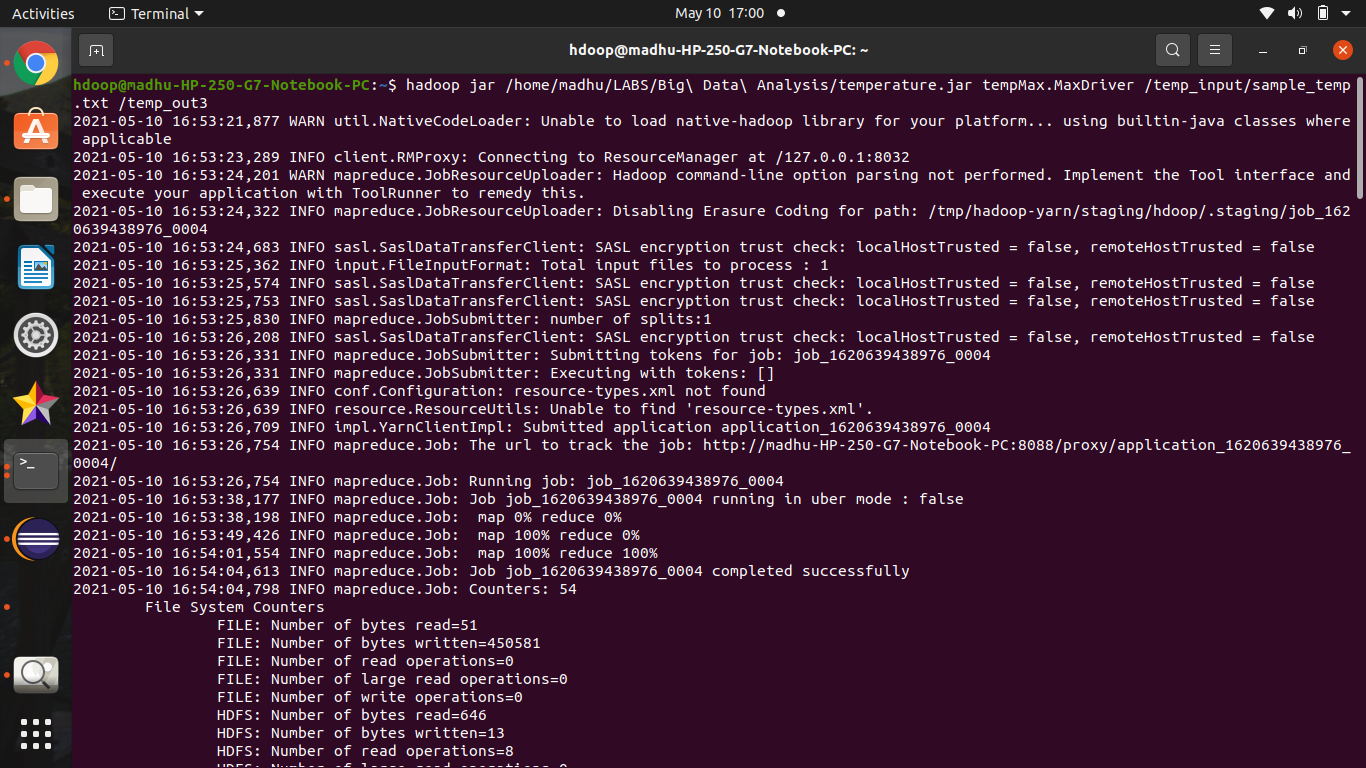 Activities
Terminal
May 10 17:00
hdoop@madhu-HP-250-G7-Notebook-PC: ~
hdoop@madhu-HP-250-G7-Notebook-PC:~$ hadoop jar /home/madhu/LABS/Big\ Data\ Analysis/temperature.jar tempMax.MaxDriver /temp_input/sample_temp
.txt /temp_out3
2021-05-10 16:53:21,877 WARN util.NativeCodeLoader: Unable to load native-hadoop library for your platform... using builtin-java classes where
applicable
2021-05-10 16:53:23,289 INFO client.RMProxy: Connecting to ResourceManager at /127.0.0.1:8032
2021-05-10 16:53:24,201 WARN mapreduce.JobResourceUploader: Hadoop command-line option parsing not performed. Implement the Tool interface and
execute your application with ToolRunner to remedy this.
2021-05-10 16:53:24,322 INFO mapreduce.JobResourceUploader: Disabling Erasure Coding for path: /tmp/hadoop-yarn/staging/hdoop/.staging/job_162
0639438976_0004
2021-05-10 16:53:24,683 INFO sasl.SaslDataTransferClient: SASL encryption trust check: localHostTrusted = false, remoteHostTrusted = false
2021-05-10 16:53:25,362 INFO input.FileInputFormat: Total input files to process : 1
2021-05-10 16:53:25,574 INFO sasl.SaslDataTransferClient: SASL encryption trust check: localHostTrusted = false, remoteHostTrusted = false
2021-05-10 16:53:25,753 INFO sasl.SaslDataTransferClient: SASL encryption trust check: localHostTrusted = false, remoteHostTrusted = false
2021-05-10 16:53:25,830 INFO mapreduce.JobSubmitter: number of splits:1
2021-05-10 16:53:26,208 INFO sasl.SaslDataTransferClient: SASL encryption trust check: localHostTrusted = false, remoteHostTrusted = false
2021-05-10 16:53:26,331 INFO mapreduce.JobSubmitter: Submitting tokens for job: job_1620639438976_0004
2021-05-10 16:53:26,331 INFO mapreduce.JobSubmitter: Executing with tokens: []
2021-05-10 16:53:26,639 INFO conf.Configuration: resource-types.xml not found
2021-05-10 16:53:26,639 INFO resource.ResourceUtils: Unable to find 'resource-types.xml'.
2021-05-10 16:53:26,709 INFO impl.YarnClientImpl: Submitted application application_1620639438976_0004
2021-05-10 16:53:26,754 INFO mapreduce.Job: The url to track the job: http://madhu-HP-250-G7-Notebook-PC:8088/proxy/application_1620639438976_
0004/
2021-05-10 16:53:26,754 INFO mapreduce.Job: Running job: job_1620639438976_0004
2021-05-10 16:53:38,177 INFO mapreduce.Job: Job job_1620639438976_0004 running in uber mode : false
2021-05-10 16:53:38,198 INFO mapreduce.Job:  map 0% reduce 0%
2021-05-10 16:53:49,426 INFO mapreduce.Job:  map 100% reduce 0%
2021-05-10 16:54:01,554 INFO mapreduce.Job:  map 100% reduce 100%
2021-05-10 16:54:04,613 INFO mapreduce.Job: Job job_1620639438976_0004 completed successfully
2021-05-10 16:54:04,798 INFO mapreduce.Job: Counters: 54
File System Counters
FILE: Number of bytes read=51
FILE: Number of bytes written=450581
FILE: Number of read operations=0
FILE: Number of large read operations=0
FILE: Number of write operations=0
HDFS: Number of bytes read=646
HDFS: Number of bytes written=13
HDFS: Number of read operations=8
HDFS: Number of large read operations=0